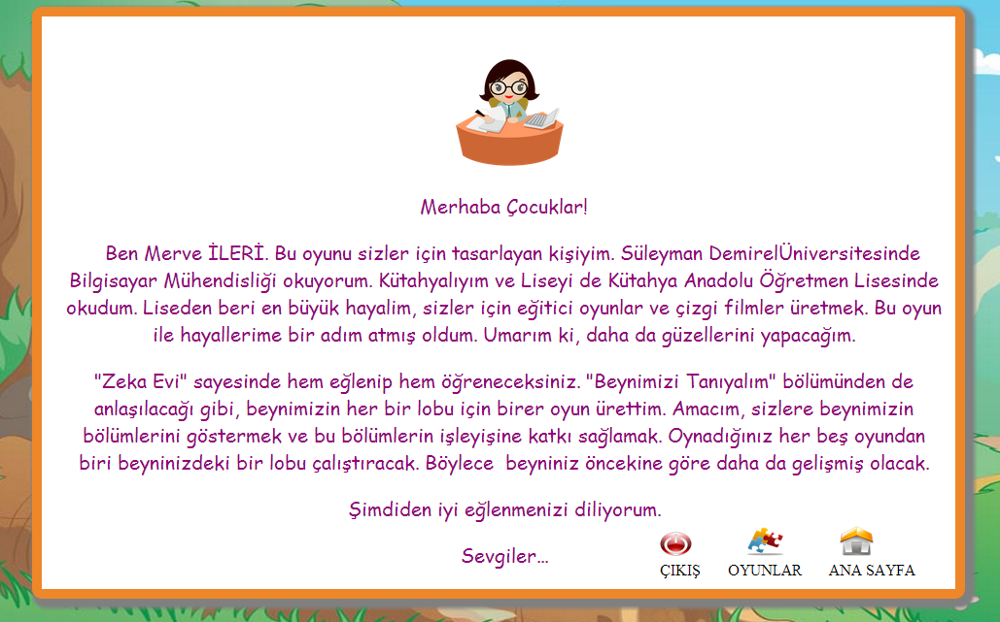 Merhaba Çocuklar!
Ben Merve İLERİ. Bu oyunu sizler için tasarlayan kişiyim. Süleyman DemirelÜniversitesinde
Bilgisayar Mühendisliği okuyorum. Kütahyalıyım ve Liseyi de Kütahya Anadolu Öğretmen Lisesinde
okudum. Liseden beri en büyük hayalim, sizler için eğitici oyunlar ve çizgi filmler üretmek. Bu oyun
ile hayallerime bir adım atmış oldum. Umarım ki, daha da güzellerini yapacağım.
"Zeka Evi" sayesinde hem eğlenip hem öğreneceksiniz. "Beynimizi Tanıyalım" bölümünden de
anlaşılacağı gibi, beynimizin her bir lobu için birer oyun ürettim. Amacım, sizlere beynimizin
bölümlerini göstermek ve bu bölümlerin işleyişine katkı sağlamak. Oynadığınız her beş oyundan
biri beyninizdeki bir lobu çalıştıracak. Böylece  beyniniz öncekine göre daha da gelişmiş olacak.
Şimdiden iyi eğlenmenizi diliyorum.
Sevgiler...
ÇIKIŞ OYUNLAR ANA SAYFA